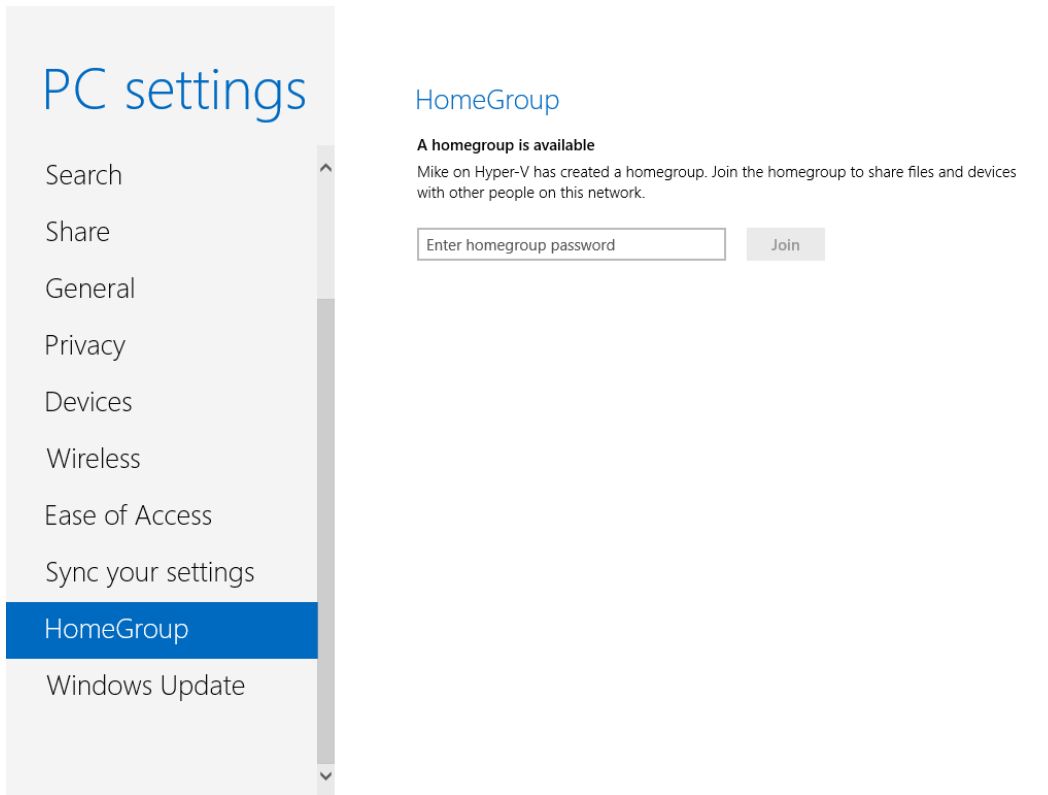 PC settings
Search
Share
General
Privacy
Devices
Wireless
Ease of Access
Sync your settings
HomeGroup
Windows Update
HomeGroup
A homegroup is available
Mike on Hyper-V has created a homegroup. Join the homegroup to share files and devices
with other people on this network.
Enter homegroup password
Join